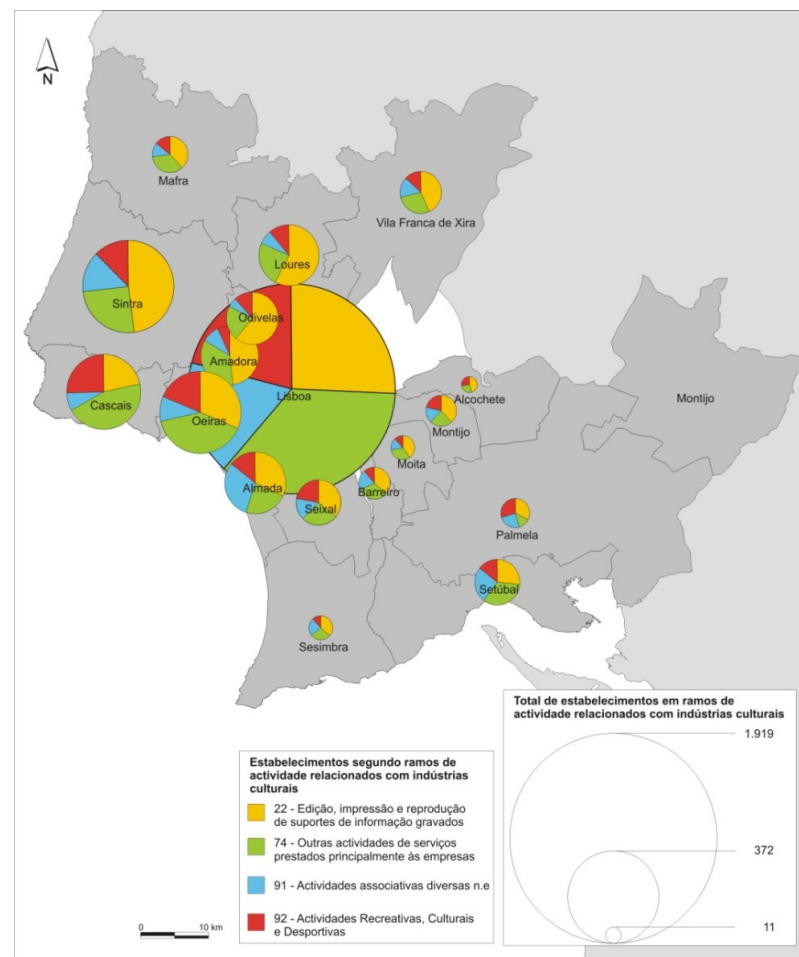 N
Mafra
Vila Franca de Xira
Loures
Sintra
Odivelas
Amadora
Lisboa
Cascais
Oeiras
Alcochete
Montijo
Montijo
Moita
Almada
Barreiro
Seixal
Palmela
Setúbal
Sesimbra
Total de estabelecimentos em ramos de
actividade relacionados com indústrias culturais
1.919
372
11
Estabelecimentos segundo ramos de
actividade relacionados com indústrias
culturais
22 - Edição, impressão e reprodução
de suportes de informação gravados
74 - Outras actividades de serviços
prestados principalmente às empresas
91 - Actividades associativas diversas n.e
92 - Actividades Recreativas, Culturais
e Desportivas
0 10 km